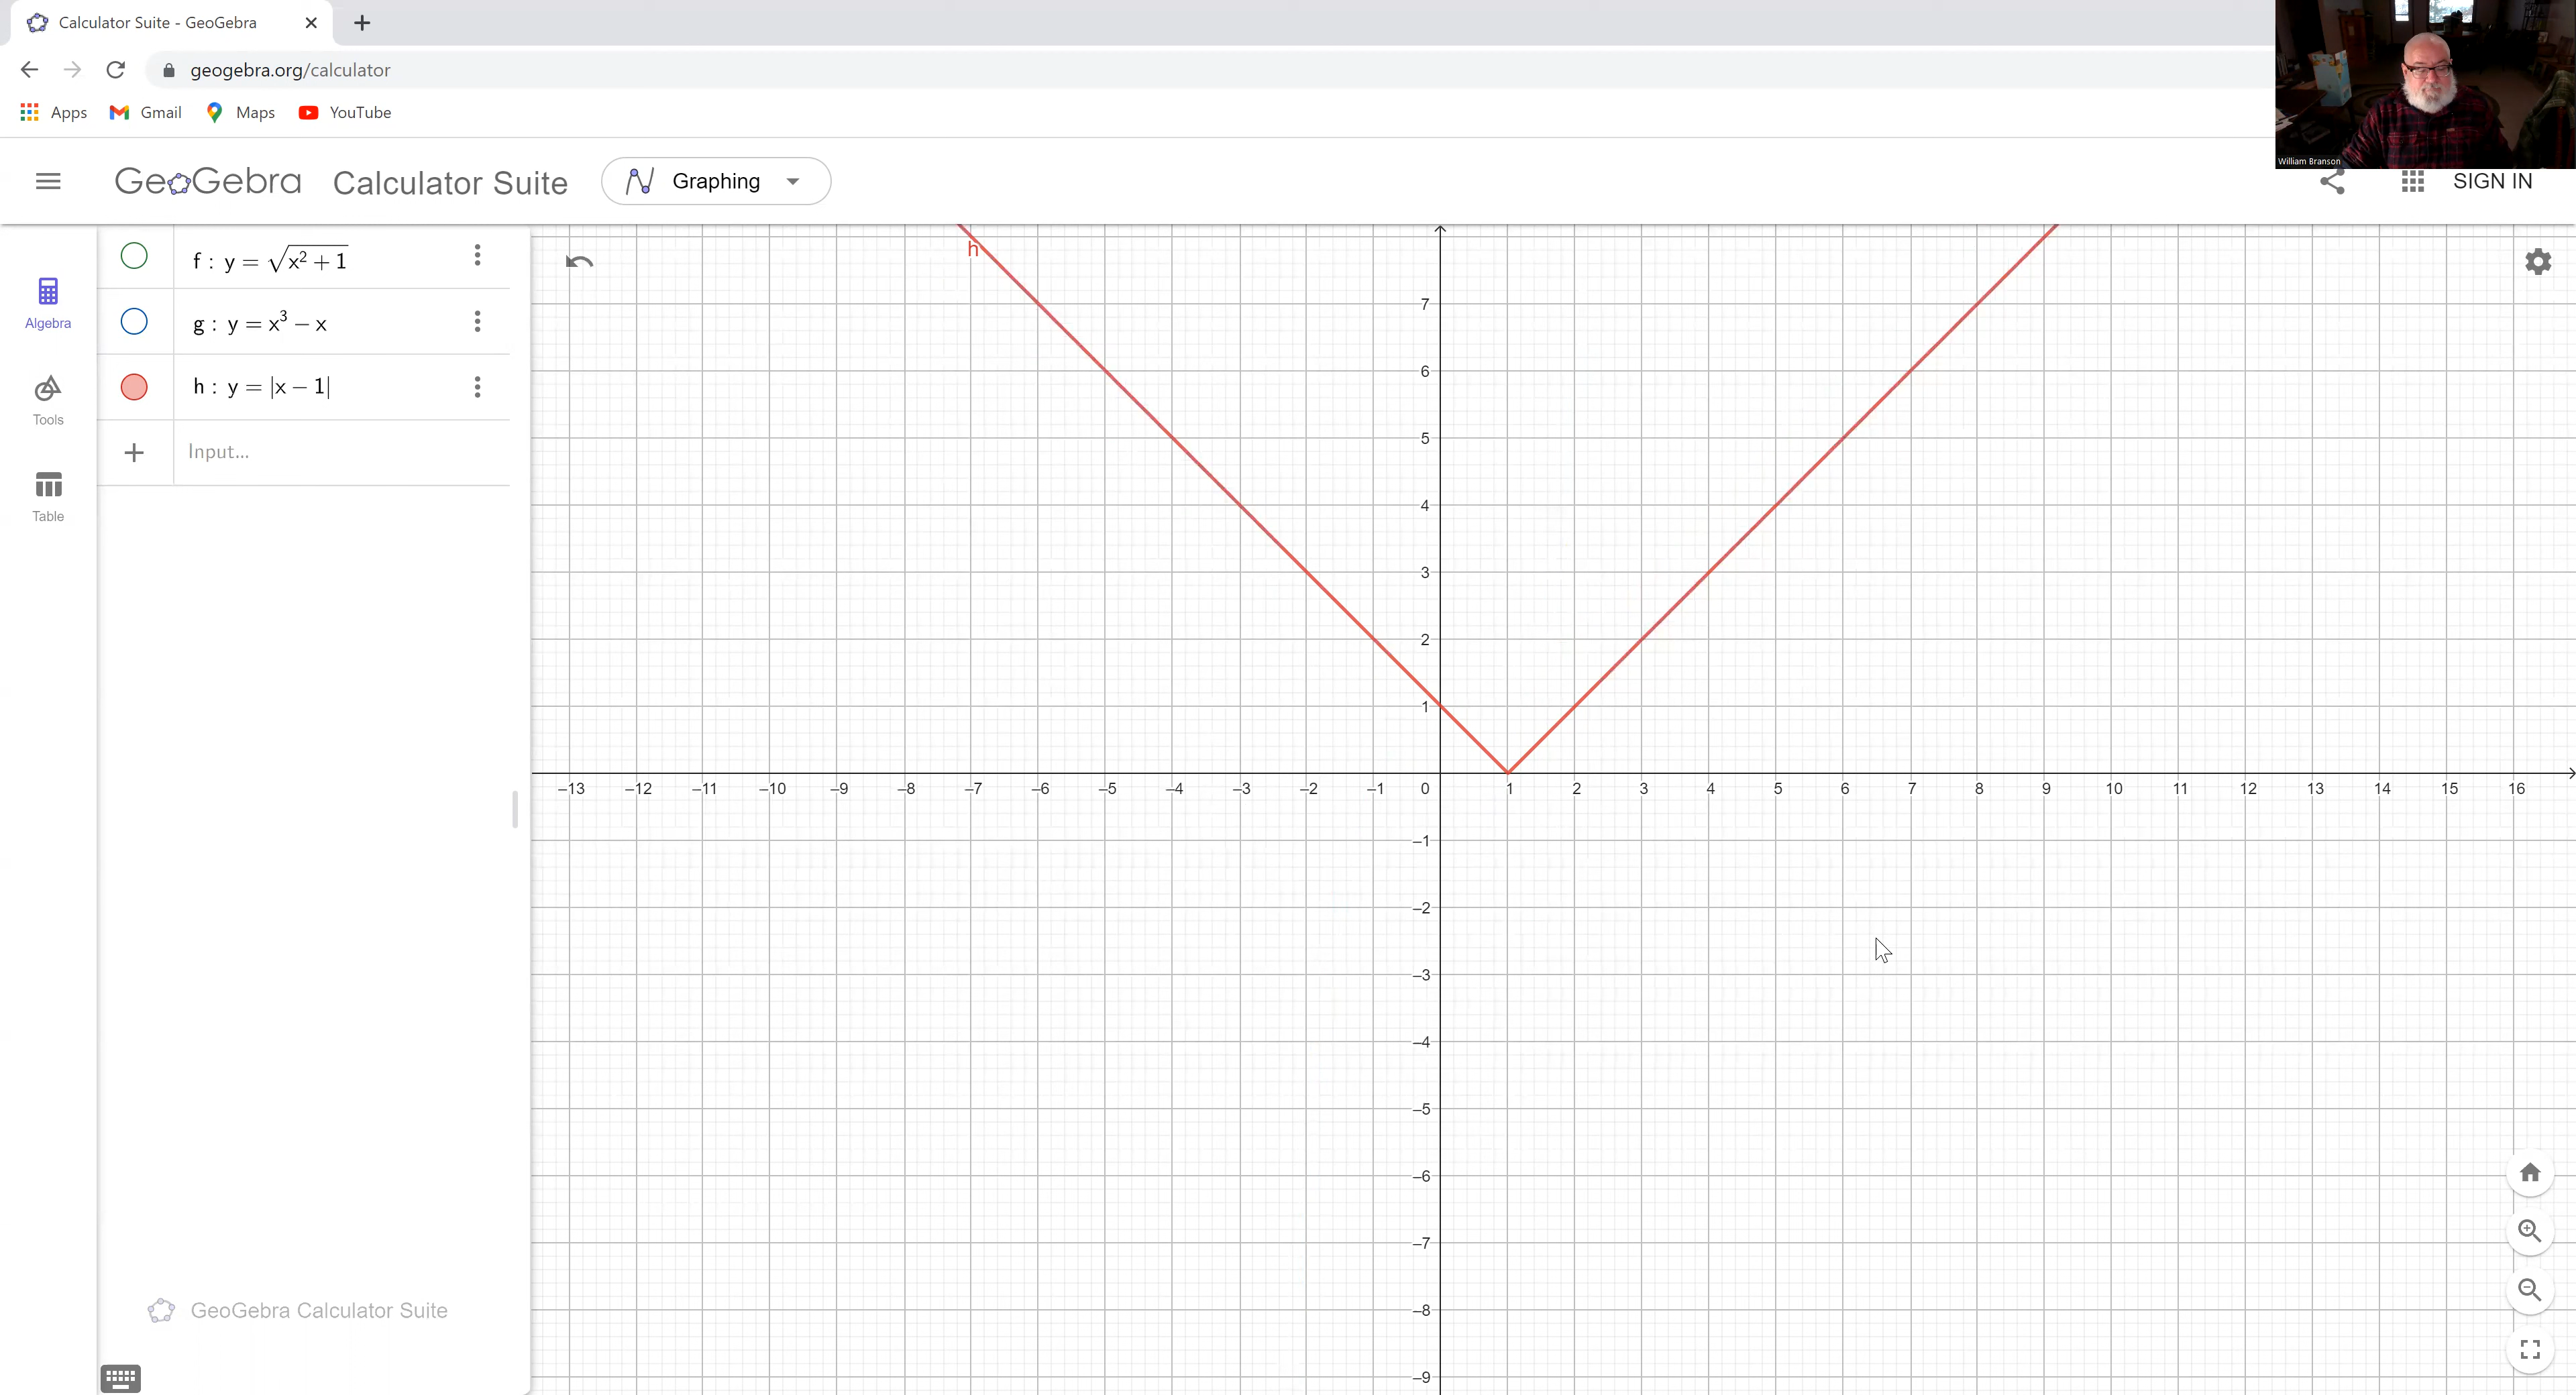 Calculator Suite - GeoGebra
geogebra.org/calculator
Apps Gmail Maps YouTube
William Branson
GeoGebra Calculator Suite Graphing SIGN IN
f : y = √(x² + 1)
g : y = x³ − x
h : y = |x − 1|
Input...
Algebra
Tools
Table
h
7
6
5
4
3
2
1
–13 –12 –11 –10 –9 –8 –7 –6 –5 –4 –3 –2 –1 0 1 2 3 4 5 6 7 8 9 10 11 12 13 14 15 16
–1
–2
–3
–4
–5
–6
–7
–8
–9
GeoGebra Calculator Suite